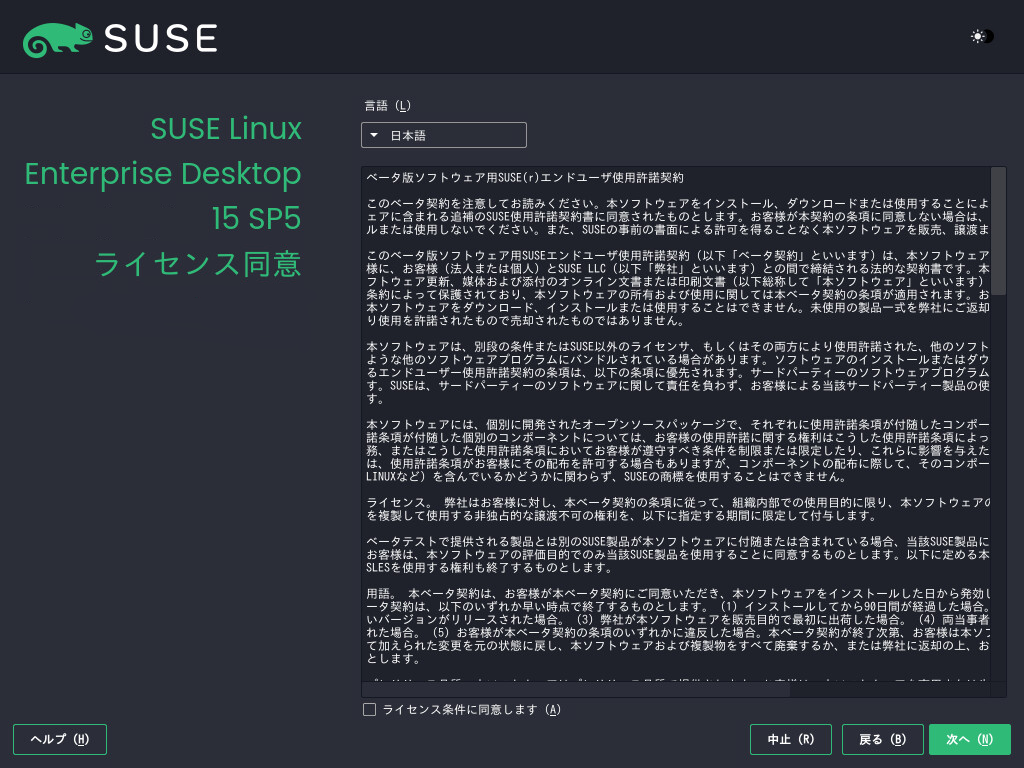 SUSE
SUSE Linux
Enterprise Desktop
15 SP5
ライセンス同意
言語 (L)
日本語
ベータ版ソフトウェア用SUSE(r)エンドユーザ使用許諾契約
このベータ契約を注意してお読みください。本ソフトウェアをインストール、ダウンロードまたは使用することによ
ェアに含まれる追補のSUSE使用許諾契約書に同意されたものとします。お客様が本契約の条項に同意しない場合は、
ルまたは使用しないでください。また、SUSEの事前の書面による許可を得ることなく本ソフトウェアを販売、譲渡ま
このベータ版ソフトウェア用SUSEエンドユーザ使用許諾契約 (以下「ベータ契約」といいます) は、本ソフトウェア
様に、お客様 (法人または個人) とSUSE LLC (以下「弊社」といいます) との間で締結される法的な契約書です。本
フトウェア更新、媒体および添付のオンライン文書または印刷文書 (以下総称して「本ソフトウェア」といいます)
条約によって保護されており、本ソフトウェアの所有および使用に関しては本ベータ契約の条項が適用されます。お
本ソフトウェアをダウンロード、インストールまたは使用することはできません。未使用の製品一式を弊社にご返却
り使用を許諾されたもので売却されたものではありません。
本ソフトウェアは、別段の条件またはSUSE以外のライセンサ、もしくはその両方により使用許諾された、他のソフト
ような他のソフトウェアプログラムにバンドルされている場合があります。ソフトウェアのインストールまたはダウ
るエンドユーザー使用許諾契約の条項は、以下の条項に優先されます。サードパーティーのソフトウェアプログラム
す。SUSEは、サードパーティーのソフトウェアに関して責任を負わず、お客様による当該サードパーティー製品の使
す。
本ソフトウェアには、個別に開発されたオープンソースパッケージで、それぞれに使用許諾条項が付随したコンポー
諾条項が付随した個別のコンポーネントについては、お客様の使用許諾に関する権利はこうした使用許諾条項によっ
務、またはこうした使用許諾条項においてお客様が遵守すべき条件を制限または限定したり、これらに影響を与えた
は、使用許諾条項がお客様にその配布を許可する場合もありますが、コンポーネントの配布に際して、そのコンポー
LINUXなど) を含んでいるかどうかに関わらず、SUSEの商標を使用することはできません。
ライセンス。 弊社はお客様に対し、本ベータ契約の条項に従って、組織内部での使用目的に限り、本ソフトウェアの
を複製して使用する非独占的な譲渡不可の権利を、以下に指定する期間に限定して付与します。
ベータテストで提供される製品とは別のSUSE製品が本ソフトウェアに付随または含まれている場合、当該SUSE製品に
お客様は、本ソフトウェアの評価目的でのみ当該SUSE製品を使用することに同意するものとします。以下に定める本
SLESを使用する権利も終了するものとします。
用語。 本ベータ契約は、お客様が本ベータ契約にご同意いただき、本ソフトウェアをインストールした日から発効し
ータ契約は、以下のいずれか早い時点で終了するものとします。 (1) インストールしてから90日間が経過した場合。
いバージョンがリリースされた場合。 (3) 弊社が本ソフトウェアを販売目的で最初に出荷した場合。 (4) 両当事者
れた場合。 (5) お客様が本ベータ契約の条項のいずれかに違反した場合。本ベータ契約が終了次第、お客様は本ソフ
て加えられた変更を元の状態に戻し、本ソフトウェアおよび複製物をすべて廃棄するか、または弊社に返却の上、お
とします。
ライセンス条件に同意します (A)
ヘルプ (H)
中止 (R)
戻る (B)
次へ (N)